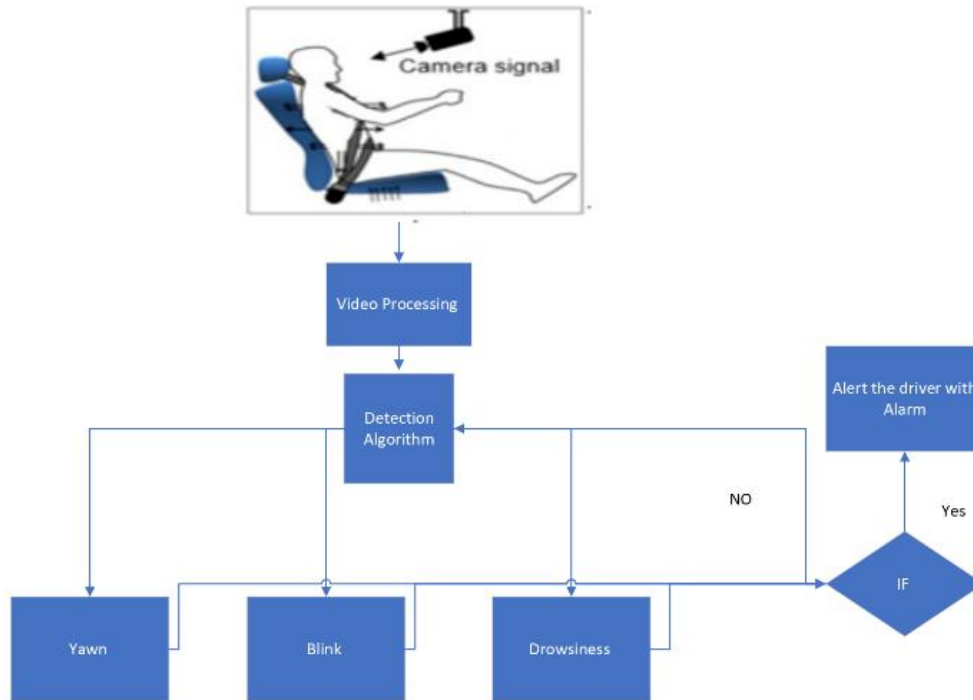 Camera signal
Video Processing
Detection
Algorithm
Alert the driver with
Alarm
NO
Yes
IF
Yawn
Blink
Drowsiness